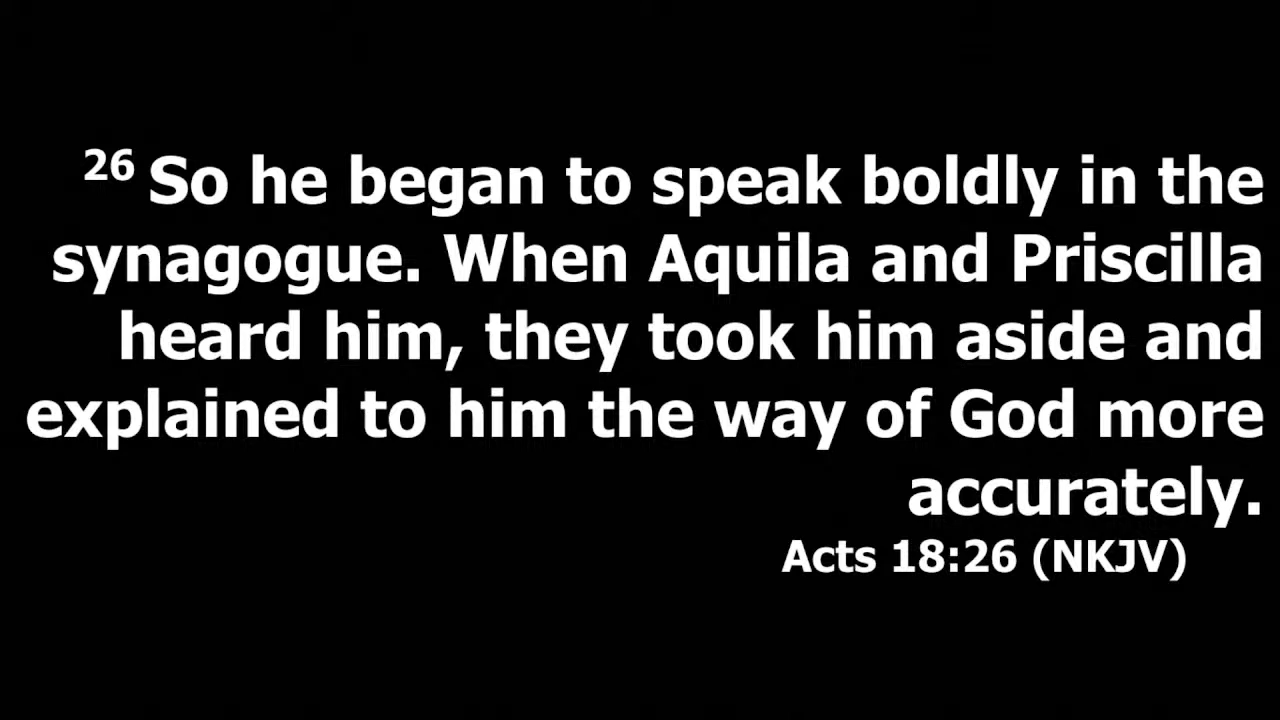 26 So he began to speak boldly in the
synagogue. When Aquila and Priscilla
heard him, they took him aside and
explained to him the way of God more
accurately.
Acts 18:26 (NKJV)